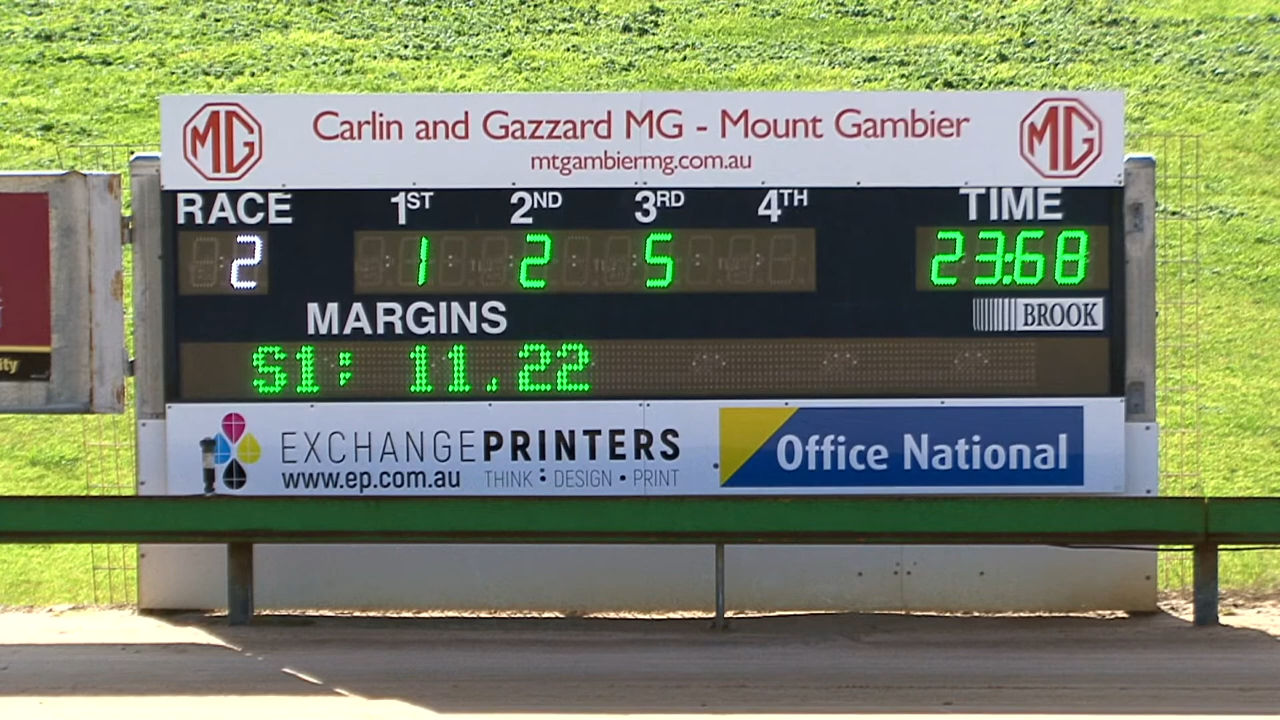 MG Carlin and Gazzard MG - Mount Gambier MG
mtgambiermg.com.au
RACE 1ST 2ND 3RD 4TH TIME
2 1 2 5 23:68
MARGINS BROOK
S1: 11.22
ity
EXCHANGEPRINTERS Office National
www.ep.com.au THINK : DESIGN • PRINT